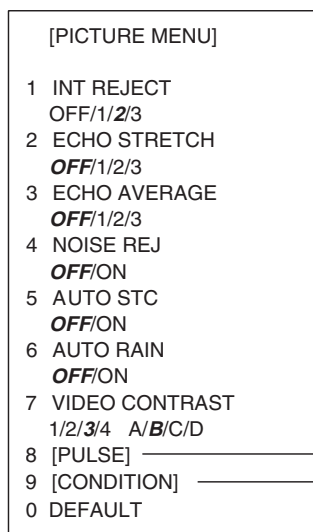 [PICTURE MENU]
1 INT REJECT
OFF/1/2/3
2 ECHO STRETCH
OFF/1/2/3
3 ECHO AVERAGE
OFF/1/2/3
4 NOISE REJ
OFF/ON
5 AUTO STC
OFF/ON
6 AUTO RAIN
OFF/ON
7 VIDEO CONTRAST
1/2/3/4 A/B/C/D
8 [PULSE]
9 [CONDITION]
0 DEFAULT